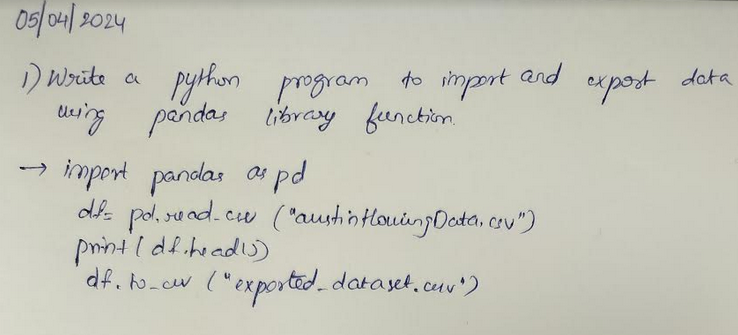 05/04/2024
1) Write a python program to import and export data
using pandas library function.
→ import pandas as pd
df= pd.read_csv ("austinHousingData.csv")
print(df.head())
df.to_csv ("exported_dataset.csv")